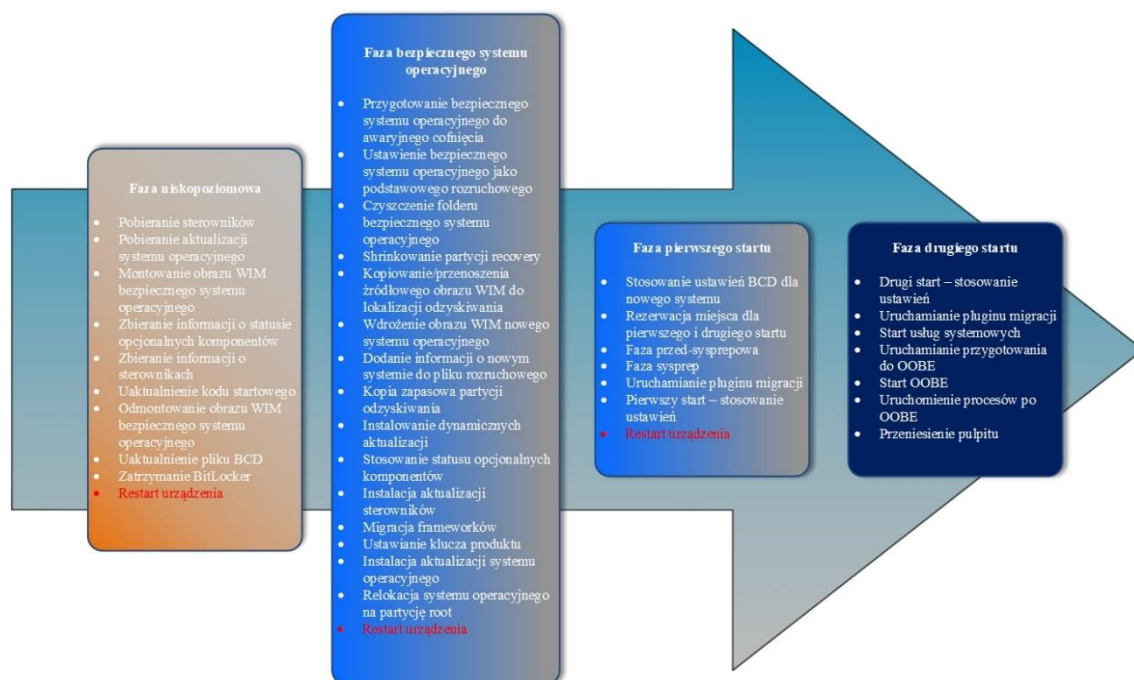 Faza niskopoziomowa
Pobieranie sterowników
Pobieranie aktualizacji
systemu operacyjnego
Montowanie obrazu WIM
bezpiecznego systemu
operacyjnego
Zbieranie informacji o statusie
opcjonalnych komponentów
Zbieranie informacji o
sterownikach
Uaktualnienie kodu startowego
Odmontowanie obrazu WIM
bezpiecznego systemu
operacyjnego
Uaktualnienie pliku BCD
Zatrzymanie BitLocker
Restart urządzenia
Faza bezpiecznego systemu
operacyjnego
Przygotowanie bezpiecznego
systemu operacyjnego do
awaryjnego cofnięcia
Ustawienie bezpiecznego
systemu operacyjnego jako
podstawowego rozruchowego
Czyszczenie folderu
bezpiecznego systemu
operacyjnego
Shrinkowanie partycji recovery
Kopiowanie/przenoszenia
źródłowego obrazu WIM do
lokalizacji odzyskiwania
Wdrożenie obrazu WIM nowego
systemu operacyjnego
Dodanie informacji o nowym
systemie do pliku rozruchowego
Kopia zapasowa partycji
odzyskiwania
Instalowanie dynamicznych
aktualizacji
Stosowanie statusu opcjonalnych
komponentów
Instalacja aktualizacji
sterowników
Migracja frameworków
Ustawianie klucza produktu
Instalacja aktualizacji systemu
operacyjnego
Relokacja systemu operacyjnego
na partycję root
Restart urządzenia
Faza pierwszego startu
Stosowanie ustawień BCD dla
nowego systemu
Rezerwacja miejsca dla
pierwszego i drugiego startu
Faza przed-sysprepowa
Faza sysprep
Uruchamianie pluginu migracji
Pierwszy start – stosowanie
ustawień
Restart urządzenia
Faza drugiego startu
Drugi start – stosowanie
ustawień
Uruchamianie pluginu migracji
Start usług systemowych
Uruchamianie przygotowania
do OOBE
Start OOBE
Uruchomienie procesów po
OOBE
Przeniesienie pulpitu